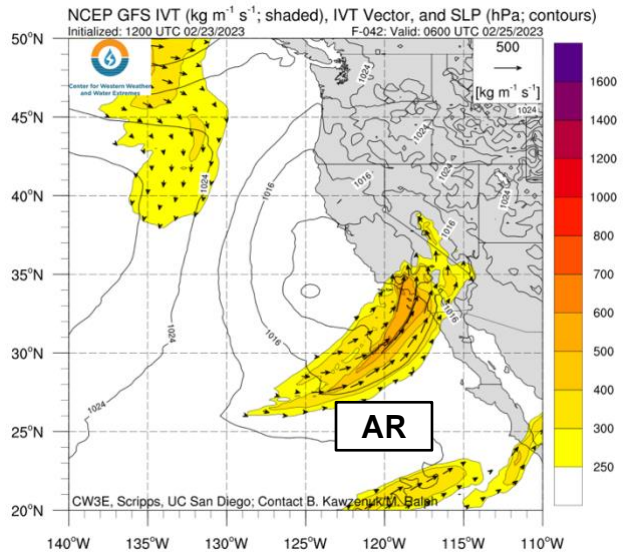 NCEP GFS IVT (kg m⁻¹ s⁻¹; shaded), IVT Vector, and SLP (hPa; contours)
Initialized: 1200 UTC 02/23/2023 F-042: Valid: 0600 UTC 02/25/2023
Center for Western Weather
and Water Extremes
500
[kg m⁻¹ s⁻¹]
50°N
45°N
40°N
35°N
30°N
25°N
20°N
1024
1024
1024
1024
1024
1024
1016
1016
1016
1016
1016
1016
AR
CW3E, Scripps, UC San Diego; Contact B. Kawzenuk/M. Ralph
140°W 135°W 130°W 125°W 120°W 115°W 110°W
1600
1400
1200
1000
800
700
600
500
400
300
250